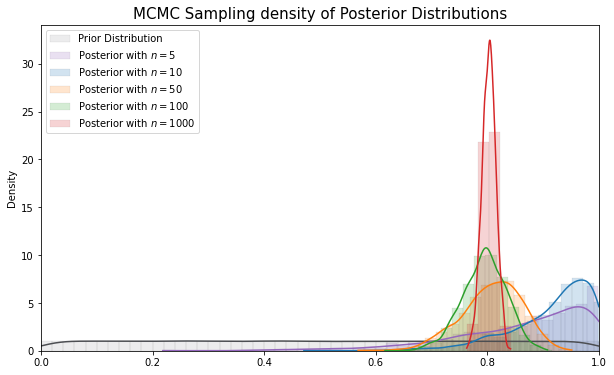 MCMC Sampling density of Posterior Distributions
Prior Distribution
Posterior with n = 5
Posterior with n = 10
Posterior with n = 50
Posterior with n = 100
Posterior with n = 1000
Density
30
25
20
15
10
5
0
0.0 0.2 0.4 0.6 0.8 1.0